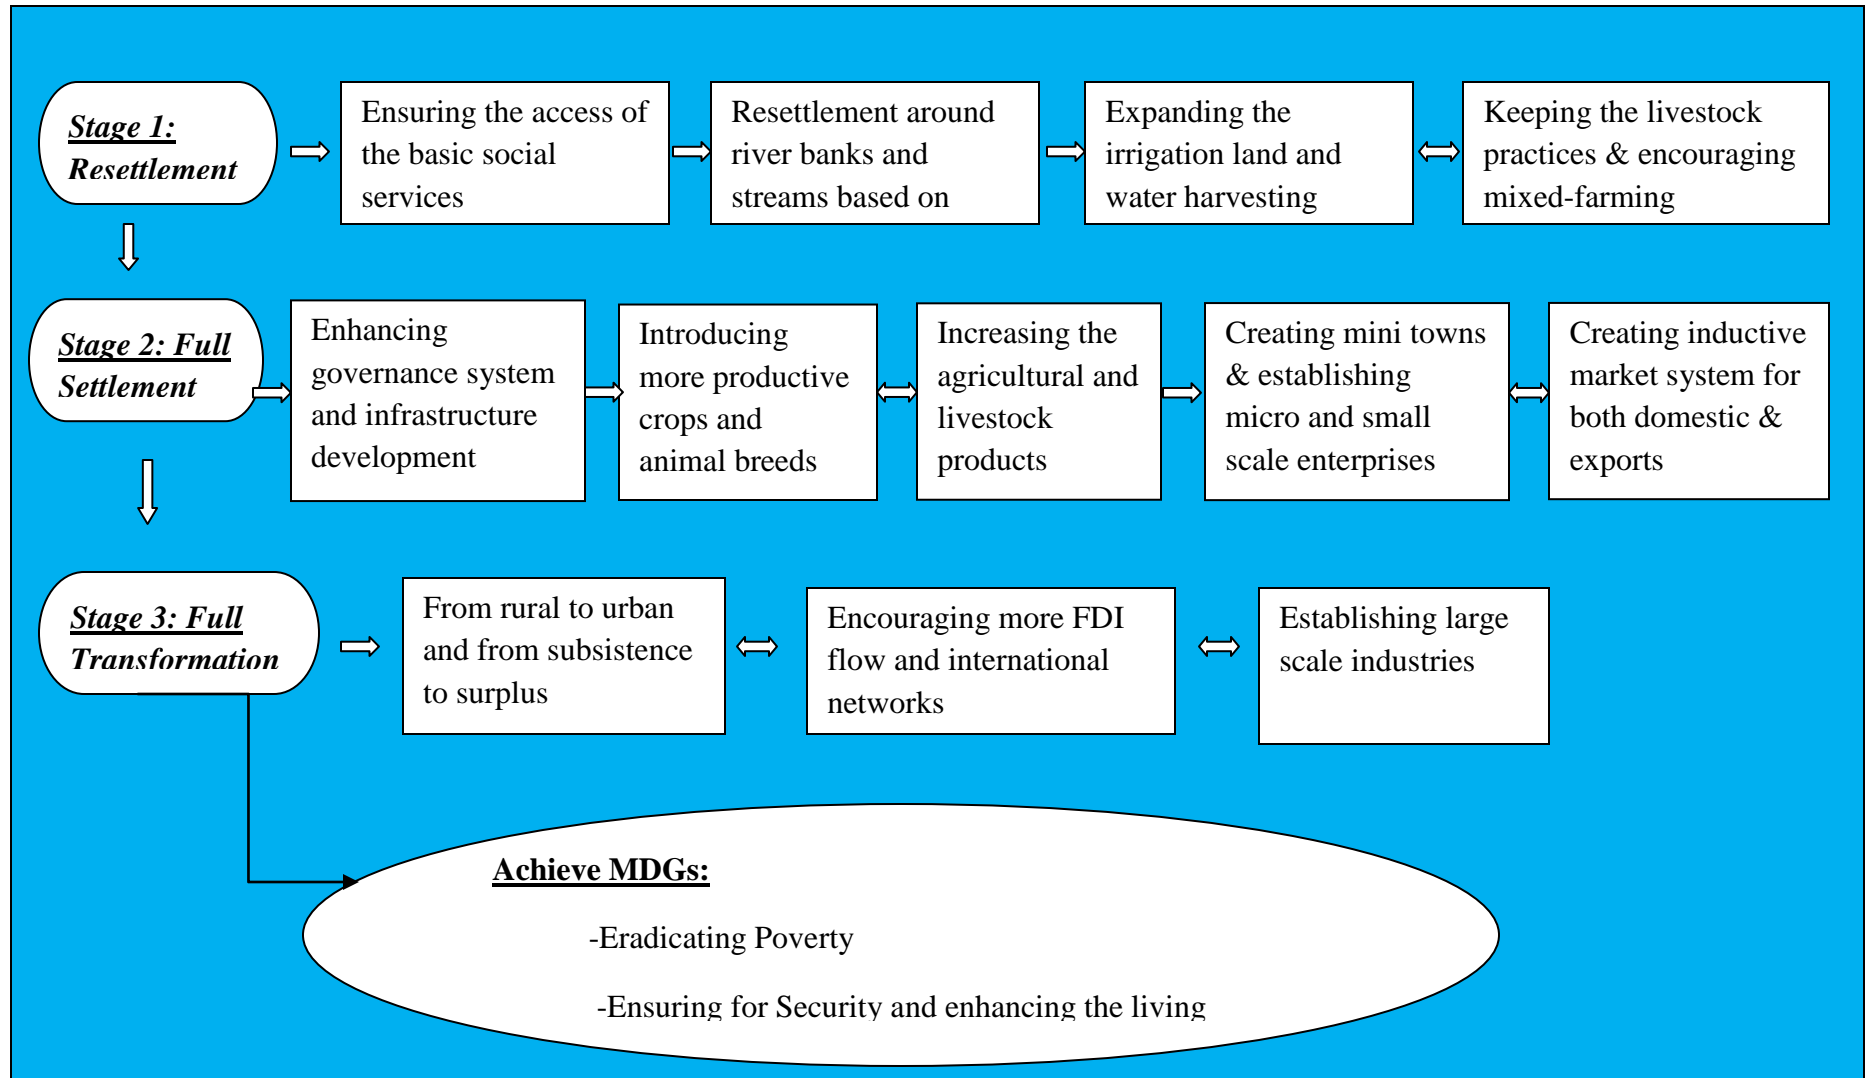 Stage 1:
Resettlement
Ensuring the access of
the basic social
services
Resettlement around
river banks and
streams based on
Expanding the
irrigation land and
water harvesting
Keeping the livestock
practices & encouraging
mixed-farming
Stage 2: Full
Settlement
Enhancing
governance system
and infrastructure
development
Introducing
more productive
crops and
animal breeds
Increasing the
agricultural and
livestock
products
Creating mini towns
& establishing
micro and small
scale enterprises
Creating inductive
market system for
both domestic &
exports
Stage 3: Full
Transformation
From rural to urban
and from subsistence
to surplus
Encouraging more FDI
flow and international
networks
Establishing large
scale industries
Achieve MDGs:
-Eradicating Poverty
-Ensuring for Security and enhancing the living